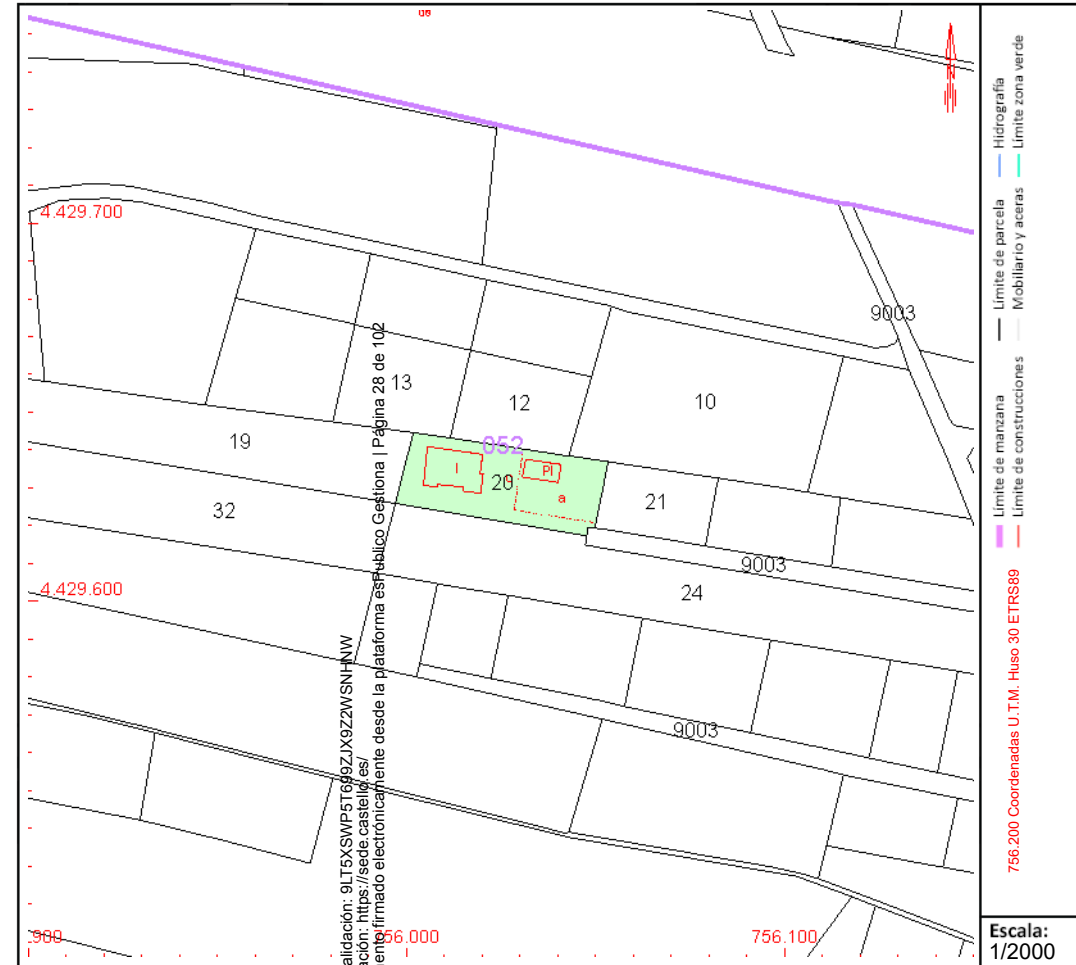 4.429.700
9003
13
12
10
19
052
I
20
PI
a
21
32
9003
4.429.600
24
9003
.900
756.100
alidación: 9LT5XSWP5T699ZJX9Z2WSNHNW
ación: https://sede.castello.es/
mento firmado electrónicamente desde la plataforma esPublico Gestiona | Página 28 de 102
56.000
Hidrografía
Límite zona verde
Límite de parcela
Mobiliario y aceras
Límite de manzana
Límite de construcciones
756.200 Coordenadas U.T.M. Huso 30 ETRS89
Escala:
1/2000